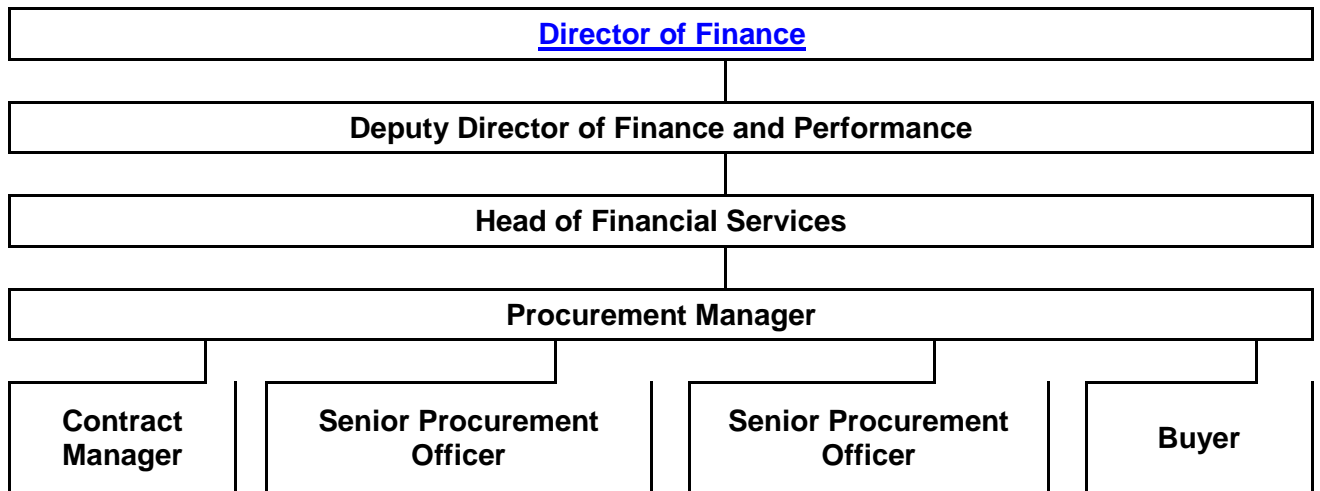 Director of Finance
Deputy Director of Finance and Performance
Head of Financial Services
Procurement Manager
Contract
Manager
Senior Procurement
Officer
Senior Procurement
Officer
Buyer